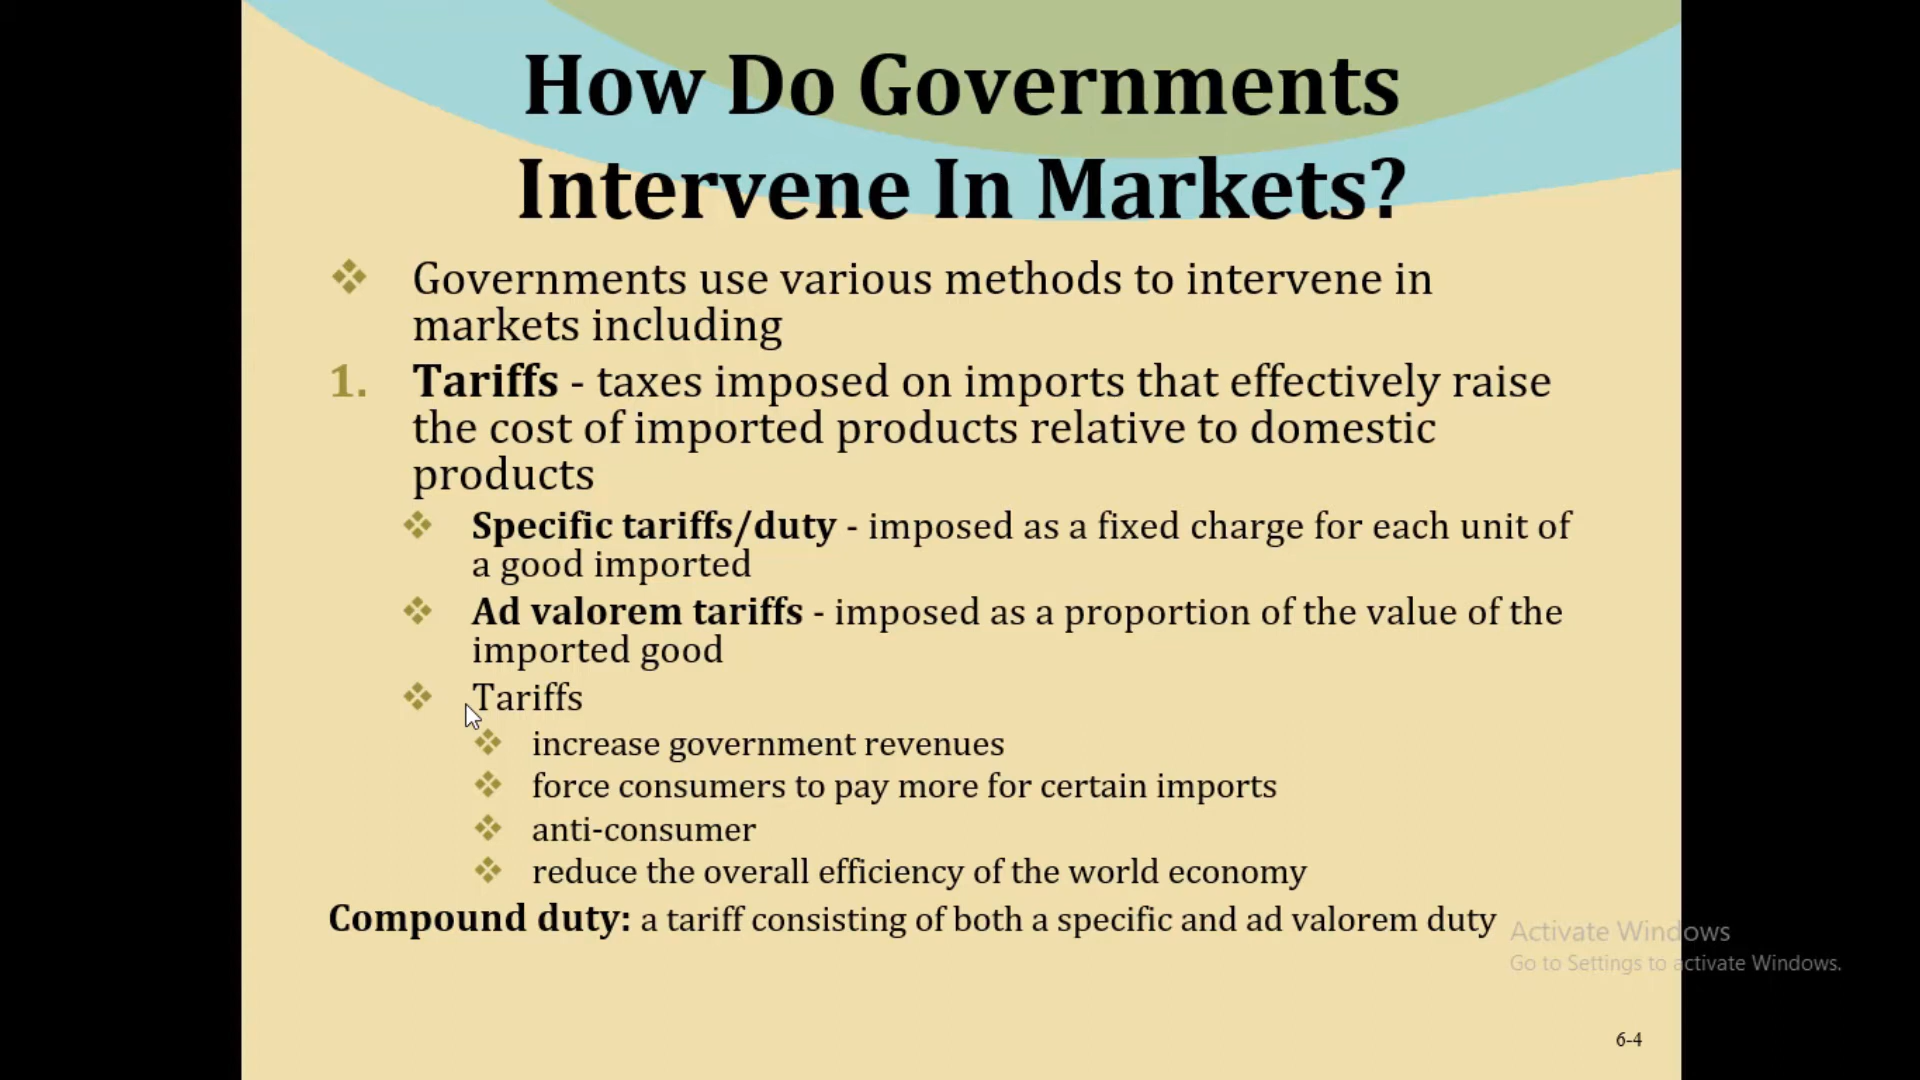 How Do Governments
Intervene In Markets?
Governments use various methods to intervene in
markets including
1. Tariffs - taxes imposed on imports that effectively raise
the cost of imported products relative to domestic
products
Specific tariffs/duty - imposed as a fixed charge for each unit of
a good imported
Ad valorem tariffs - imposed as a proportion of the value of the
imported good
Tariffs
increase government revenues
force consumers to pay more for certain imports
anti-consumer
reduce the overall efficiency of the world economy
Compound duty: a tariff consisting of both a specific and ad valorem duty
Activate Windows
Go to Settings to activate Windows.
6-4